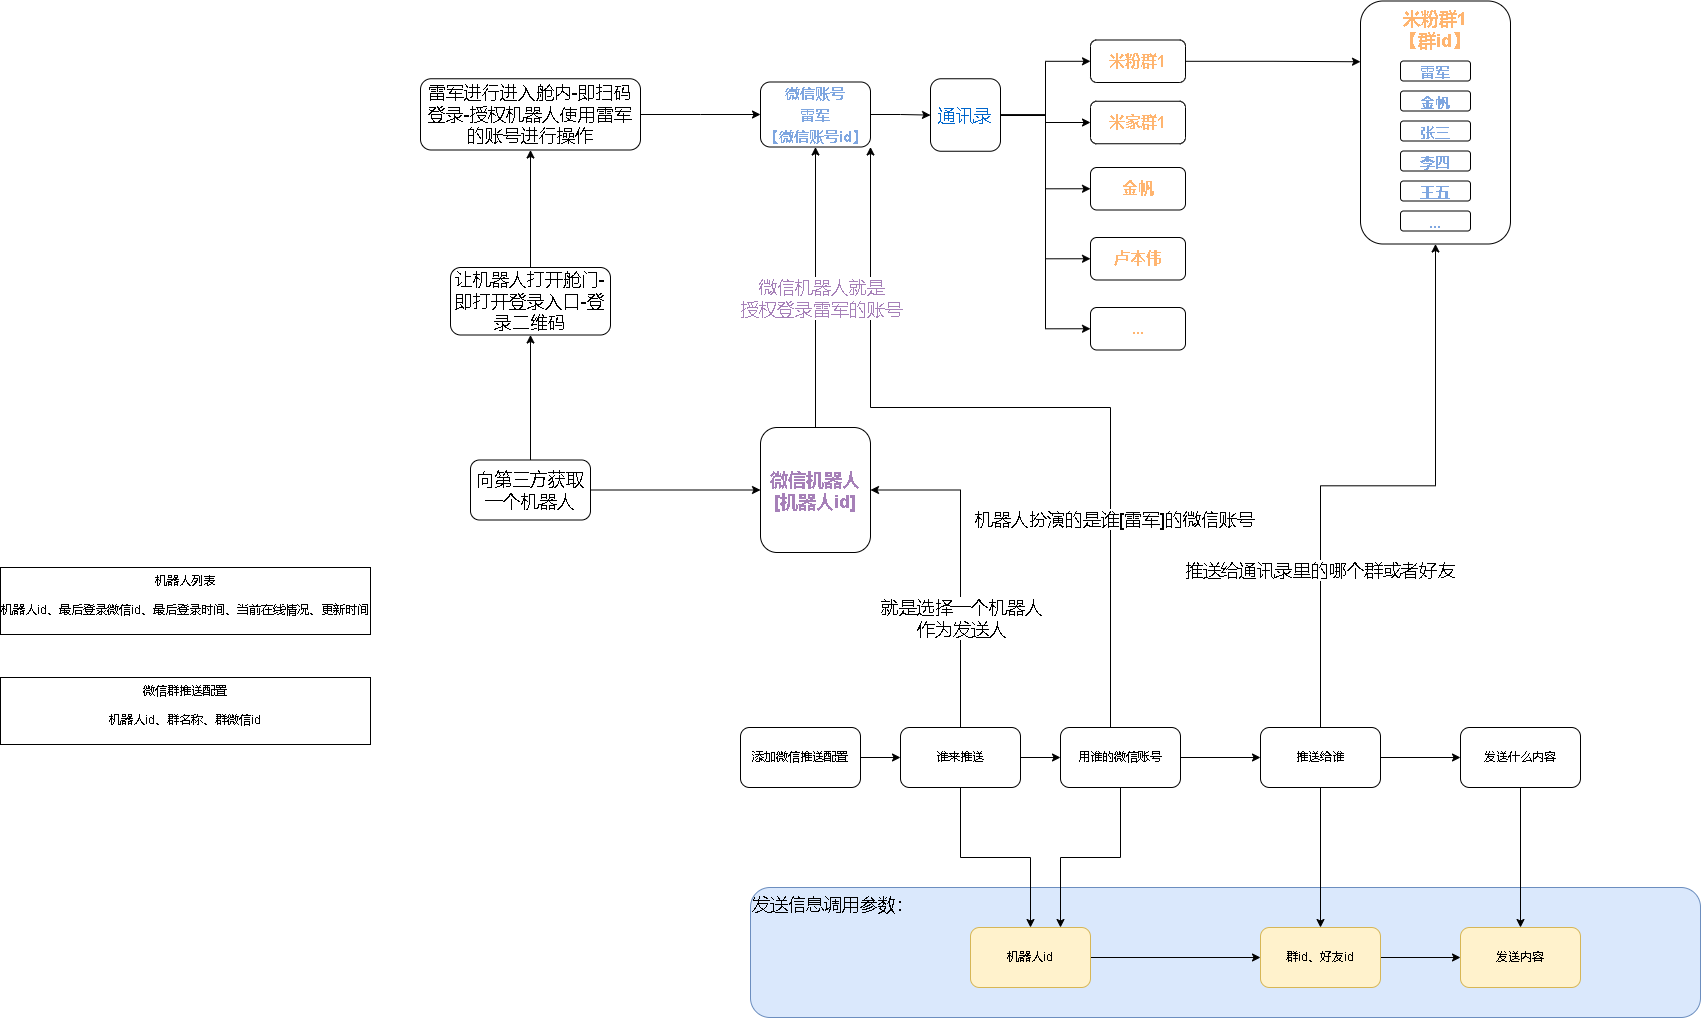 米粉群1
【群id】
雷军
金帆
张三
李四
王五
...
雷军进行进入舱内-即扫码
登录-授权机器人使用雷军
的账号进行操作
微信账号
雷军
【微信账号id】
通讯录
米粉群1
米家群1
金帆
卢本伟
...
让机器人打开舱门-
即打开登录入口-登
录二维码
微信机器人就是
授权登录雷军的账号
向第三方获取
一个机器人
微信机器人
[机器人id]
机器人扮演的是谁[雷军]的微信账号
推送给通讯录里的哪个群或者好友
就是选择一个机器人
作为发送人
机器人列表
机器人id、最后登录微信id、最后登录时间、当前在线情况、更新时间
微信群推送配置
机器人id、群名称、群微信id
添加微信推送配置
谁来推送
用谁的微信账号
推送给谁
发送什么内容
发送信息调用参数：
机器人id
群id、好友id
发送内容